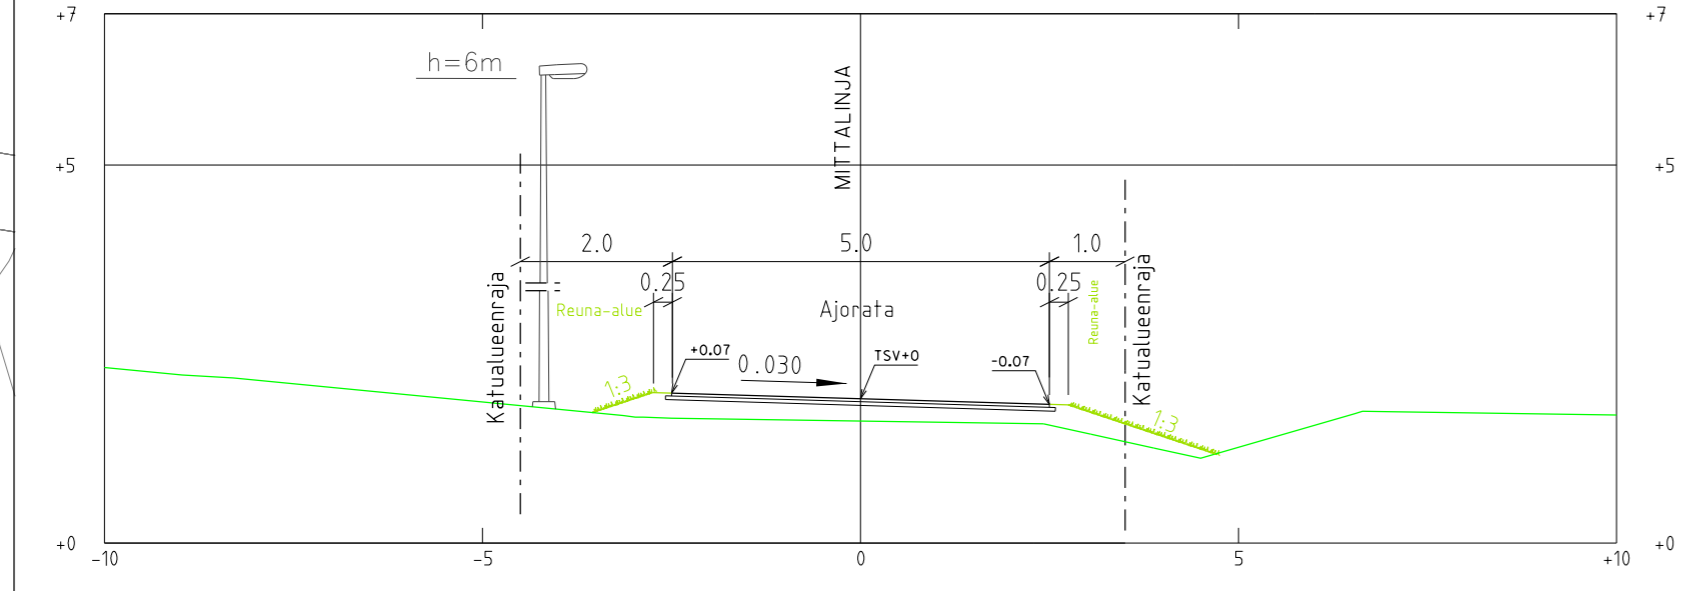 +7
+7
h=6m
MITTALINJA
+5
+5
2.0
5.0
1.0
0.25
0.25
Katualueenraja
Reuna-alue
Ajorata
Reuna-alue
Katualueenraja
+0.07
0.030
TSV+0
-0.07
1:3
1:3
+0
+0
-10
-5
0
5
+10